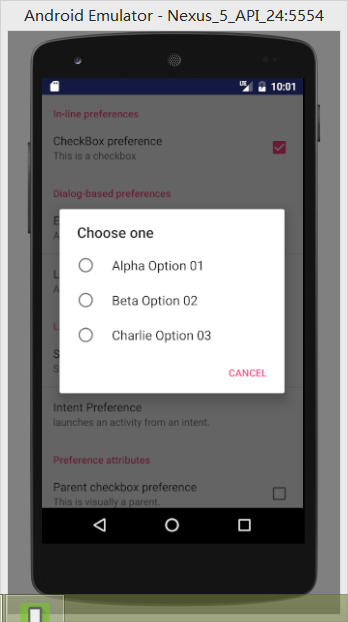 Android Emulator - Nexus_5_API_24:5554
LTE 10:01
In-line preferences
CheckBox preference
This is a checkbox
Dialog-based preferences
Choose one
Alpha Option 01
Beta Option 02
Charlie Option 03
CANCEL
Intent Preference
launches an activity from an intent.
Preference attributes
Parent checkbox preference
This is visually a parent.